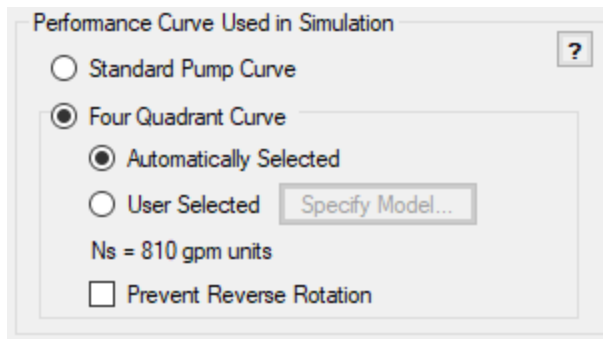 Performance Curve Used in Simulation
?
Standard Pump Curve
Four Quadrant Curve
Automatically Selected
User Selected Specify Model...
Ns = 810 gpm units
Prevent Reverse Rotation